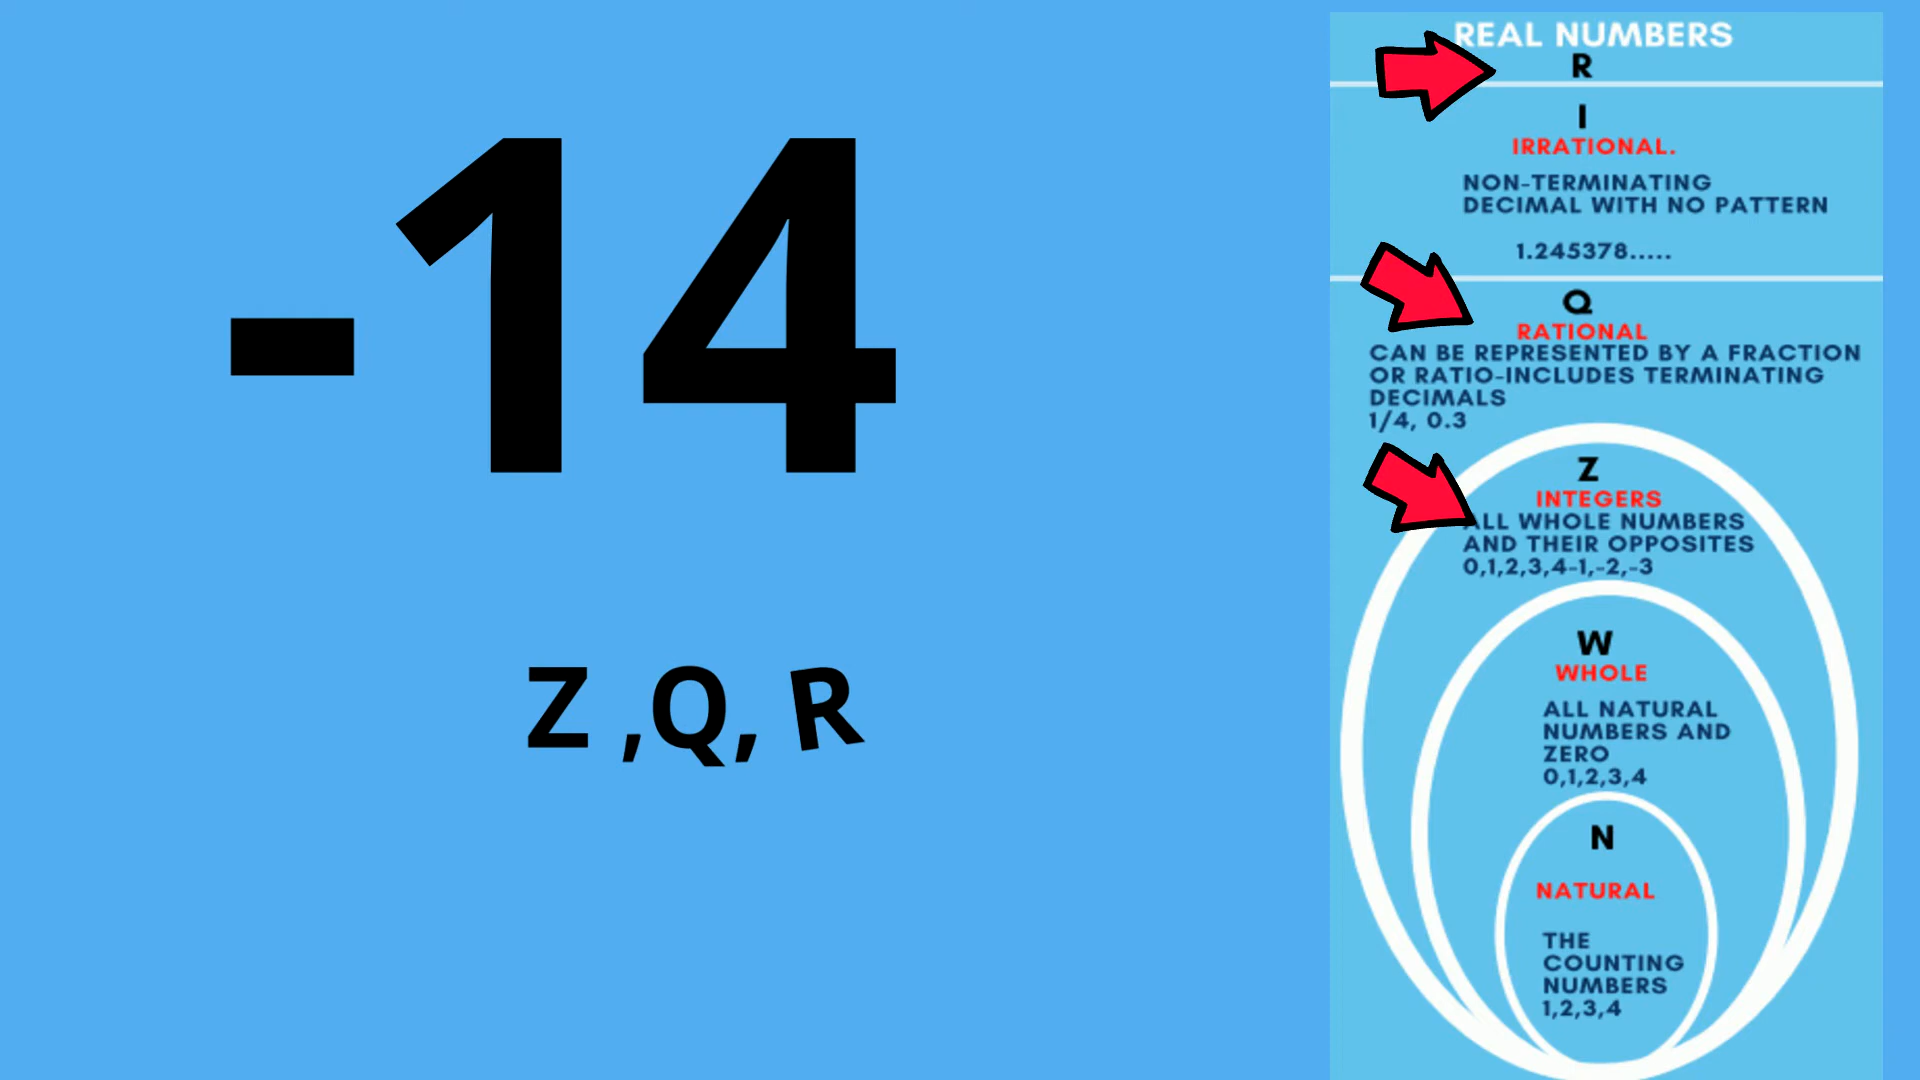 -14
Z ,Q, R
REAL NUMBERS
R
I
IRRATIONAL.
NON-TERMINATING
DECIMAL WITH NO PATTERN
1.245378.....
Q
RATIONAL
CAN BE REPRESENTED BY A FRACTION
OR RATIO-INCLUDES TERMINATING
DECIMALS
1/4, 0.3
Z
INTEGERS
ALL WHOLE NUMBERS
AND THEIR OPPOSITES
0,1,2,3,4-1,-2,-3
W
WHOLE
ALL NATURAL
NUMBERS AND
ZERO
0,1,2,3,4
N
NATURAL
THE
COUNTING
NUMBERS
1,2,3,4